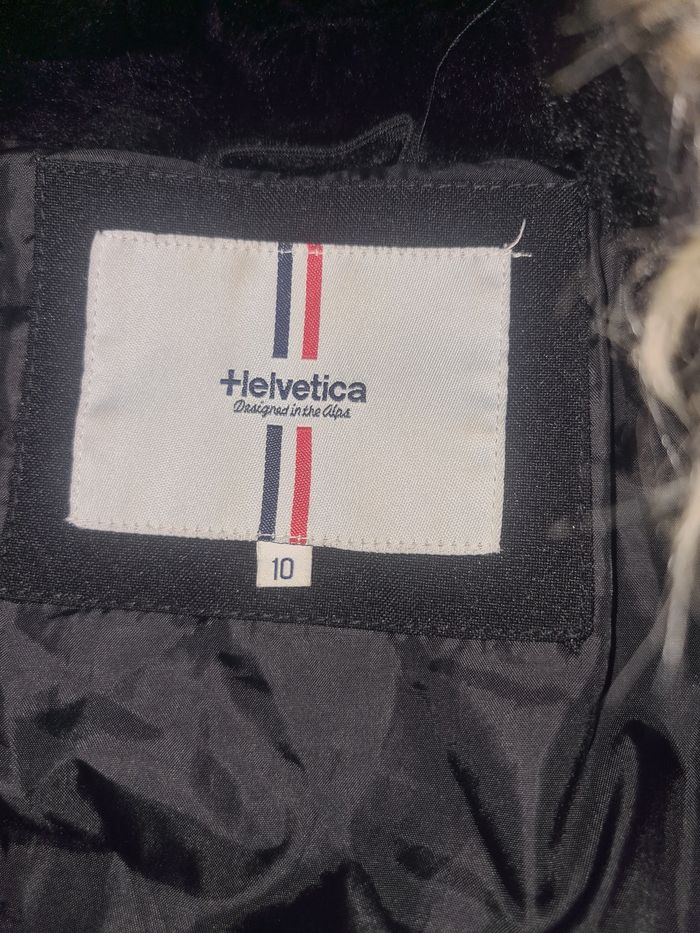 Helvetica
Designed in the Alps
10